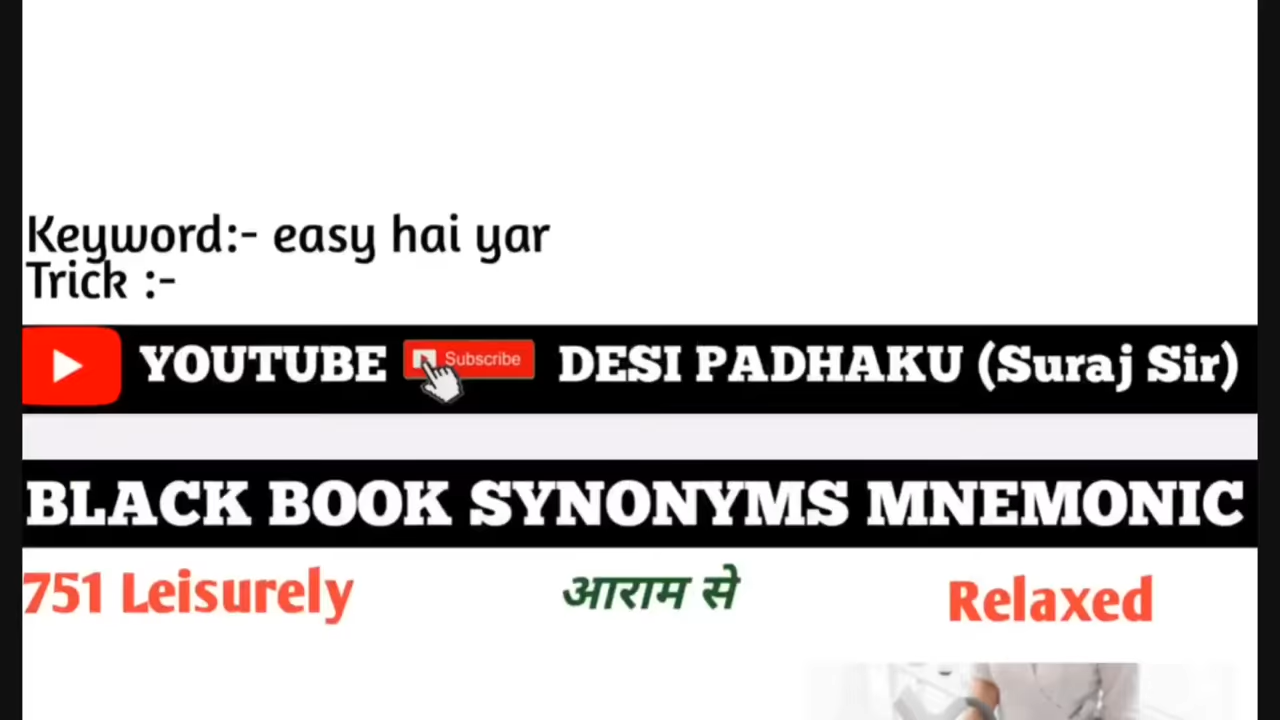 Keyword:- easy hai yar
Trick :-
YOUTUBE Subscribe DESI PADHAKU (Suraj Sir)
BLACK BOOK SYNONYMS MNEMONIC
751 Leisurely आराम से Relaxed